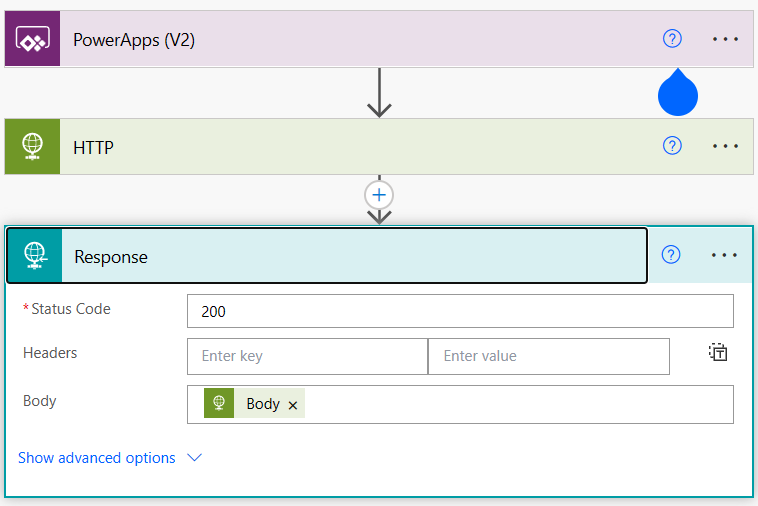 PowerApps (V2)
HTTP
Response
*Status Code
200
Headers
Enter key
Enter value
Body
Body
Show advanced options